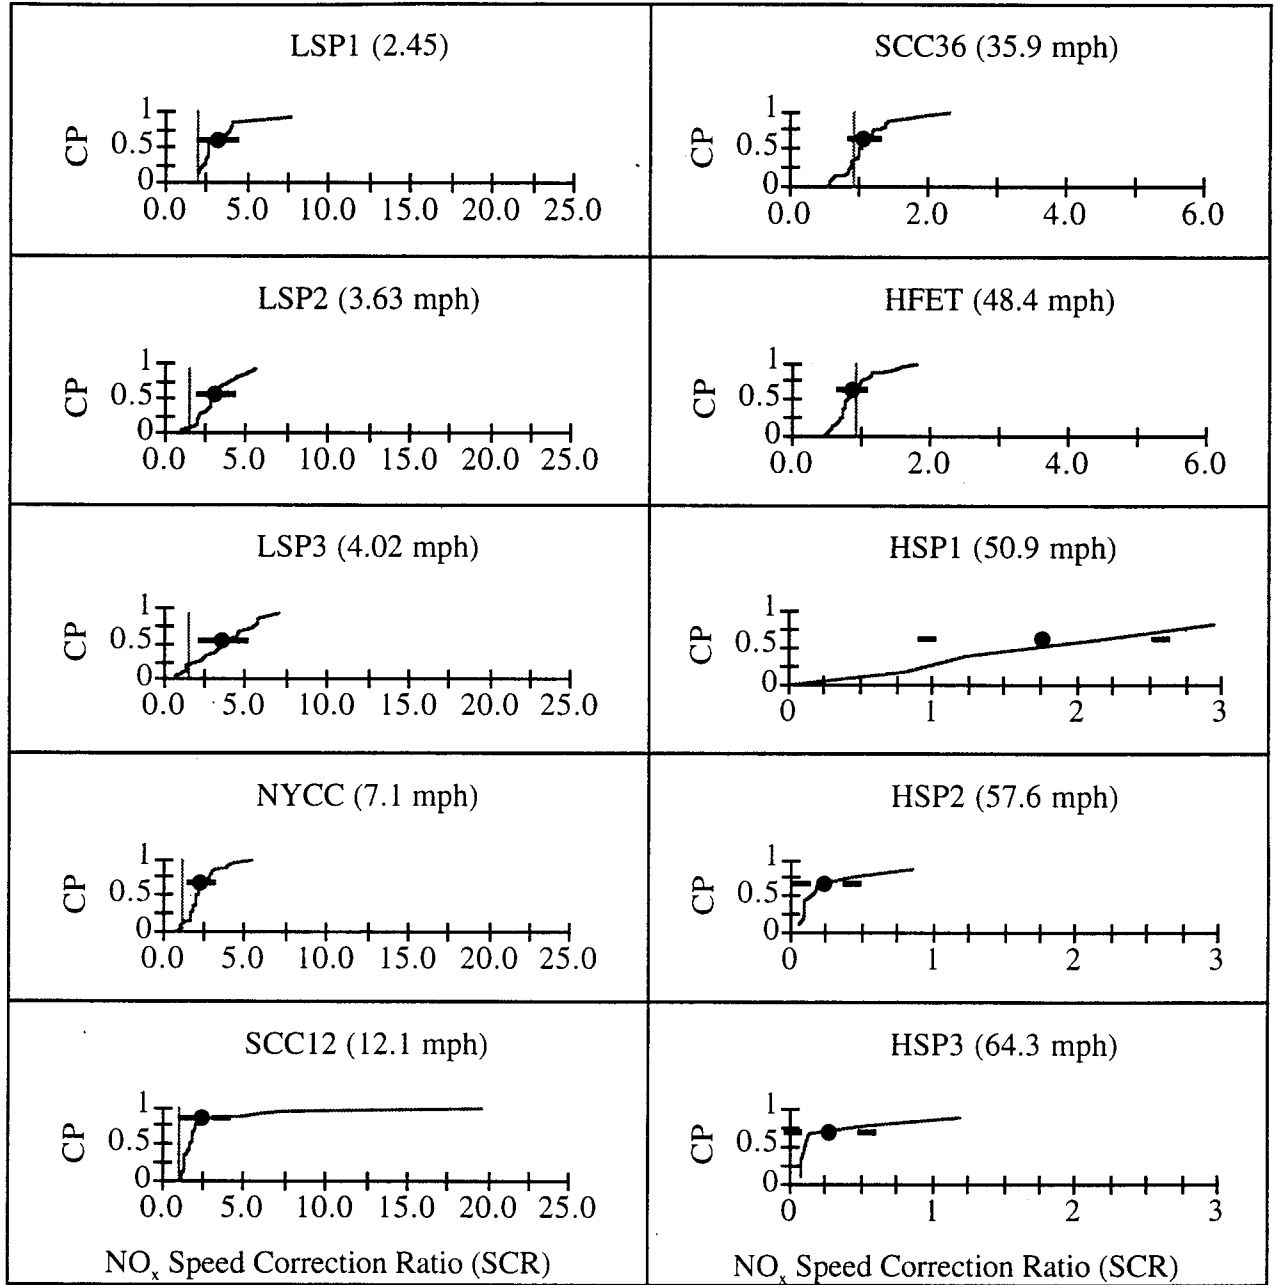 LSP1 (2.45)
CP
1
0.5
0
0.0 5.0 10.0 15.0 20.0 25.0
SCC36 (35.9 mph)
CP
1
0.5
0
0.0 2.0 4.0 6.0
LSP2 (3.63 mph)
CP
1
0.5
0
0.0 5.0 10.0 15.0 20.0 25.0
HFET (48.4 mph)
CP
1
0.5
0
0.0 2.0 4.0 6.0
LSP3 (4.02 mph)
CP
1
0.5
0
0.0 5.0 10.0 15.0 20.0 25.0
HSP1 (50.9 mph)
CP
1
0.5
0
0 1 2 3
NYCC (7.1 mph)
CP
1
0.5
0
0.0 5.0 10.0 15.0 20.0 25.0
HSP2 (57.6 mph)
CP
1
0.5
0
0 1 2 3
SCC12 (12.1 mph)
CP
1
0.5
0
0.0 5.0 10.0 15.0 20.0 25.0
NOx Speed Correction Ratio (SCR)
HSP3 (64.3 mph)
CP
1
0.5
0
0 1 2 3
NOx Speed Correction Ratio (SCR)